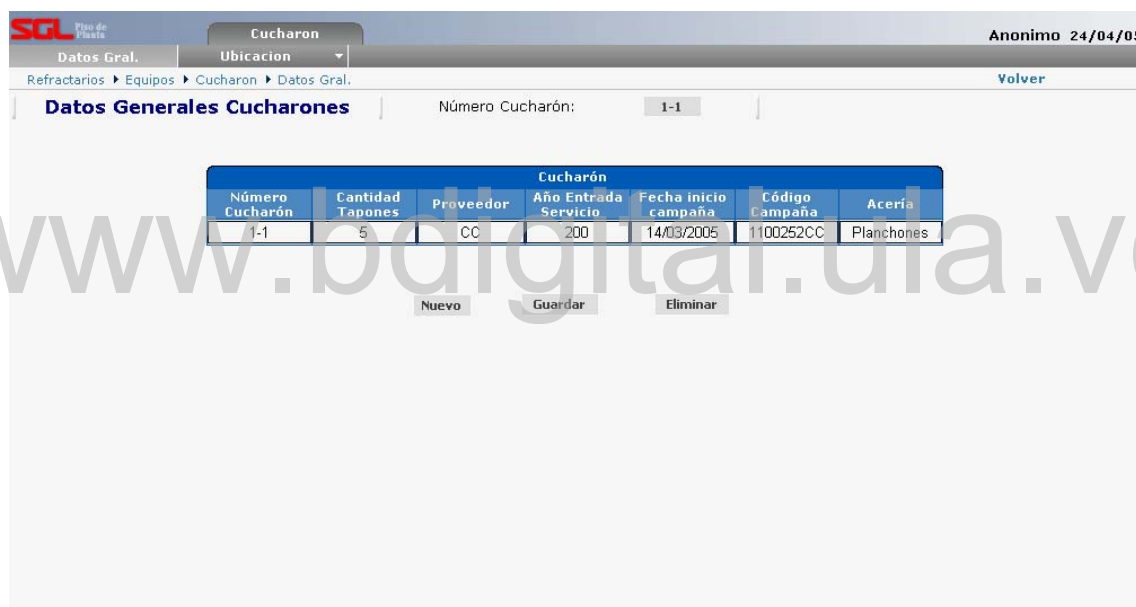 SGL Piso de Planta
Cucharon
Anonimo 24/04/05
Datos Gral.
Ubicacion
Refractarios Equipos Cucharon Datos Gral.
Volver
Datos Generales Cucharones
Número Cucharón: 1-1
Cucharón
Número Cucharón Cantidad Tapones Proveedor Año Entrada Servicio Fecha inicio campaña Código Campaña Acería
1-1 5 CC 200 14/03/2005 1100252CC Planchones
www.bdigital.ula.ve
Nuevo Guardar Eliminar